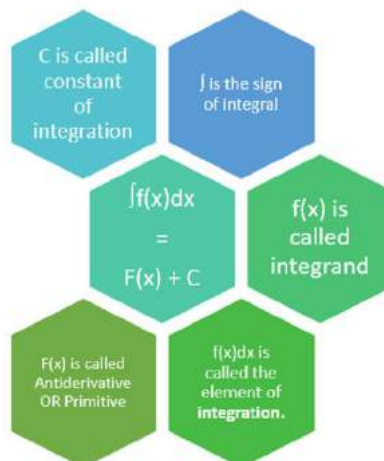 C is called
constant
of
integration
∫ is the sign
of integral
∫f(x)dx
=
F(x) + C
f(x) is
called
integrand
F(x) is called
Antiderivative
OR Primitive
f(x)dx is
called the
element of
integration.